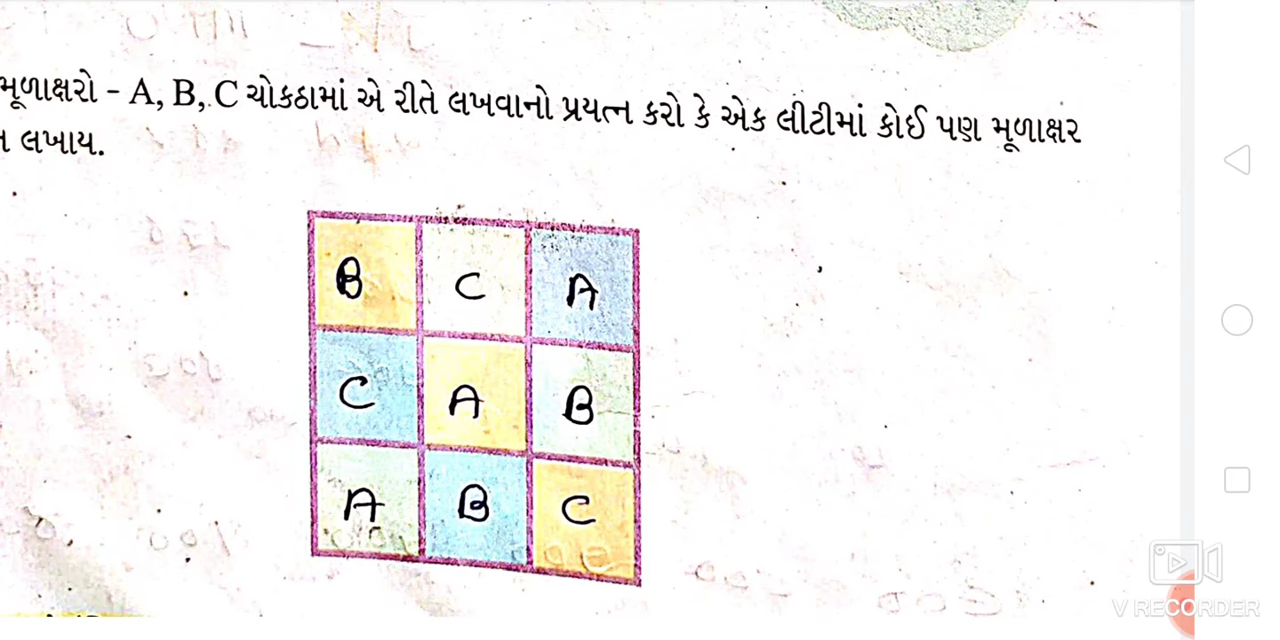 મૂળાક્ષરો - A, B, C ચોકઠામાં એ રીતે લખવાનો પ્રયત્ન કરો કે એક લીટીમાં કોઈ પણ મૂળાક્ષર
લખાય.
B C A
C A B
A B C
V RECORDER